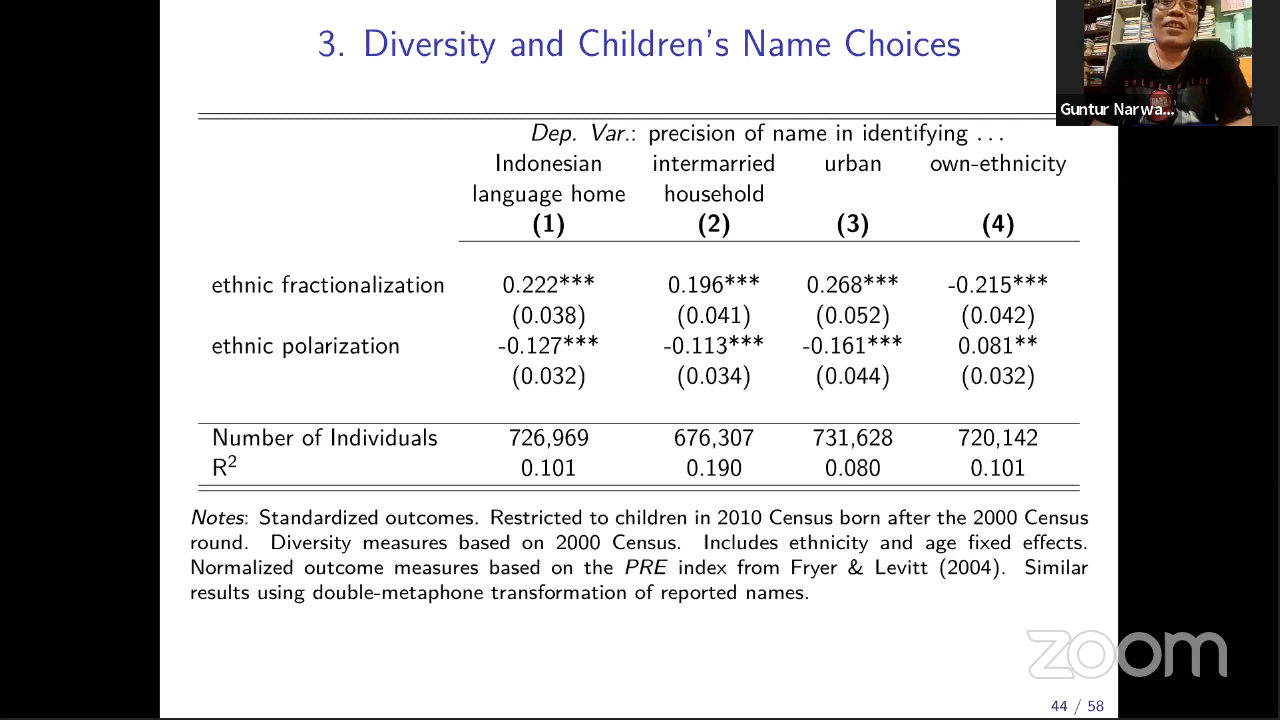 3. Diversity and Children's Name Choices
Guntur Narwa...
Dep. Var.: precision of name in identifying . . .
Indonesian intermarried urban own-ethnicity
language home household
(1) (2) (3) (4)
ethnic fractionalization 0.222*** 0.196*** 0.268*** -0.215***
(0.038) (0.041) (0.052) (0.042)
ethnic polarization -0.127*** -0.113*** -0.161*** 0.081**
(0.032) (0.034) (0.044) (0.032)
Number of Individuals 726,969 676,307 731,628 720,142
R² 0.101 0.190 0.080 0.101
Notes: Standardized outcomes. Restricted to children in 2010 Census born after the 2000 Census
round. Diversity measures based on 2000 Census. Includes ethnicity and age fixed effects.
Normalized outcome measures based on the PRE index from Fryer & Levitt (2004). Similar
results using double-metaphone transformation of reported names.
zoom
44 / 58